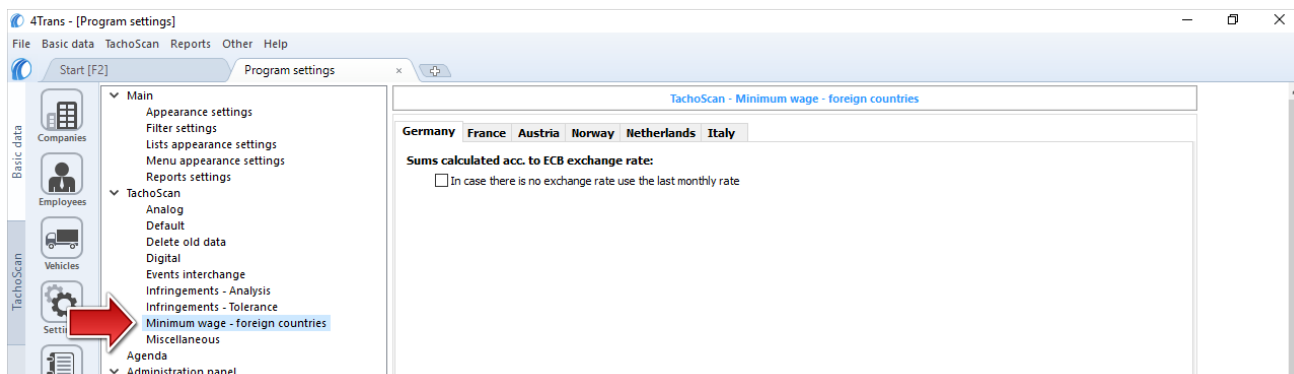 4Trans - [Program settings]
File Basic data TachoScan Reports Other Help
Start [F2]
Program settings
Basic data
TachoScan
Companies
Employees
Vehicles
Main
Appearance settings
Filter settings
Lists appearance settings
Menu appearance settings
Reports settings
TachoScan
Analog
Default
Delete old data
Digital
Events interchange
Infringements - Analysis
Infringements - Tolerance
Minimum wage - foreign countries
Miscellaneous
Agenda
Administration panel
TachoScan - Minimum wage - foreign countries
Germany France Austria Norway Netherlands Italy
Sums calculated acc. to ECB exchange rate:
In case there is no exchange rate use the last monthly rate